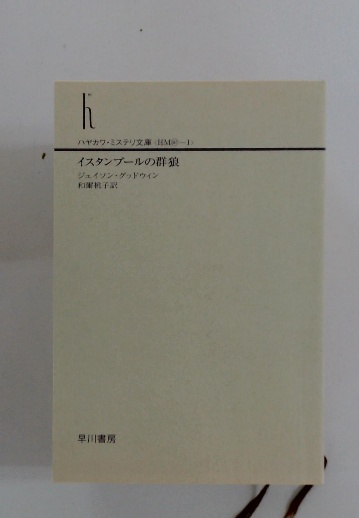 h
ハヤカワ・ミステリ文庫
イスタンブールの群狼
ジェイソン・グッドウィン
和爾桃子訳
早川書房